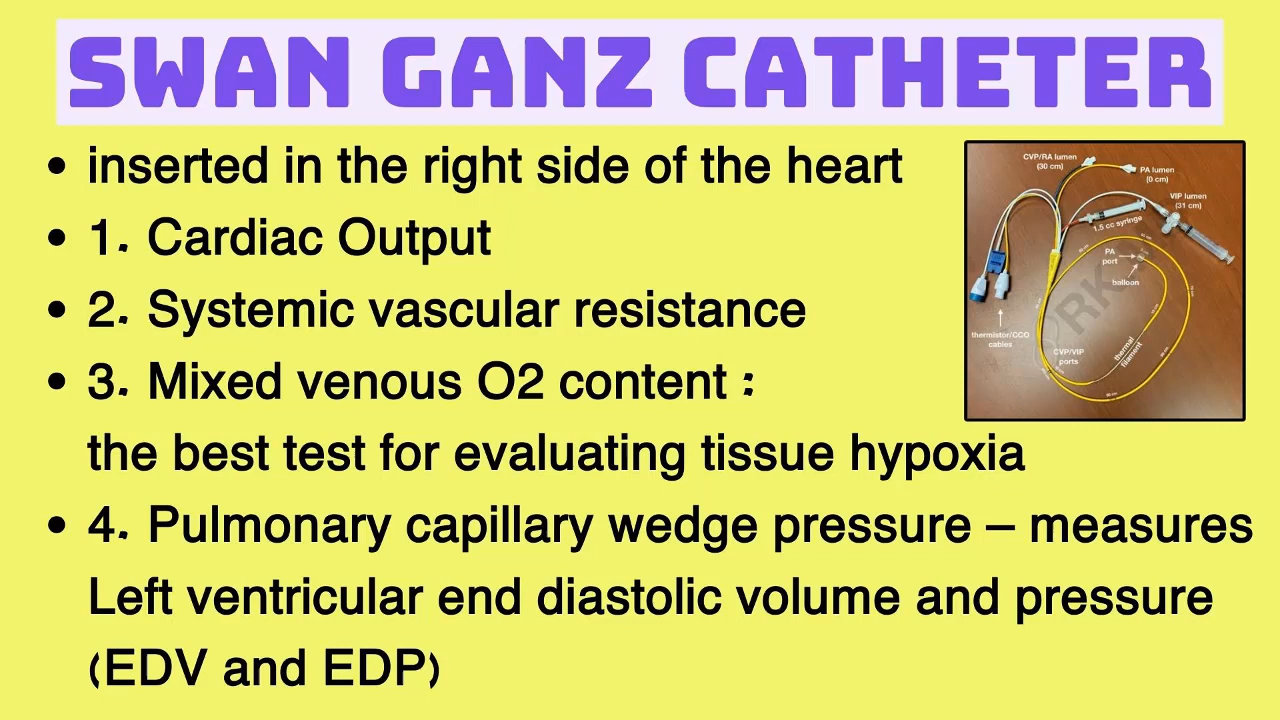 SWAN GANZ CATHETER
• inserted in the right side of the heart
• 1. Cardiac Output
• 2. Systemic vascular resistance
• 3. Mixed venous O2 content :
the best test for evaluating tissue hypoxia
• 4. Pulmonary capillary wedge pressure – measures
Left ventricular end diastolic volume and pressure
(EDV and EDP)
CVP/RA lumen
(30 cm)
PA lumen
(0 cm)
VIP lumen
(31 cm)
1.5 cc syringe
PA
port
balloon
thermistor/CCO
cables
CVP/VIP
ports
thermal
filament